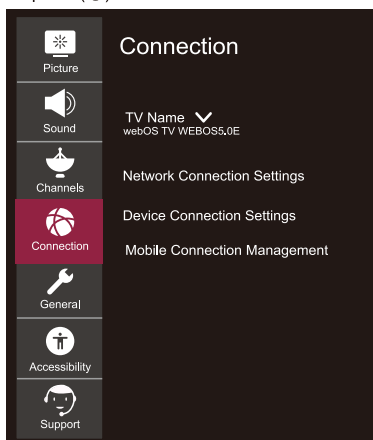 Picture
Sound
Channels
Connection
General
Accessibility
Support
Connection
TV Name
webOS TV WEBOS5.0E
Network Connection Settings
Device Connection Settings
Mobile Connection Management